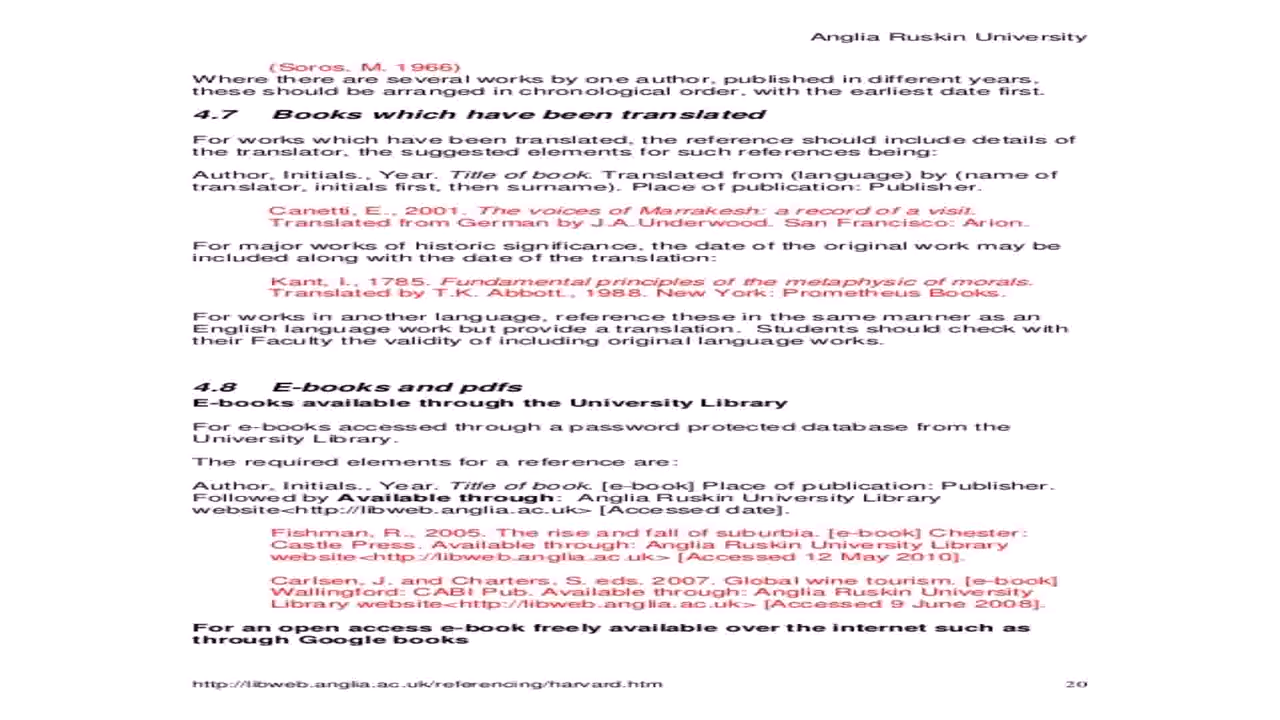 Anglia Ruskin University
(Soros, M. 1966)
Where there are several works by one author, published in different years,
these should be arranged in chronological order, with the earliest date first.
4.7 Books which have been translated
For works which have been translated, the reference should include details of
the translator, the suggested elements for such references being:
Author, Initials., Year. Title of book. Translated from (language) by (name of
translator, initials first, then surname). Place of publication: Publisher.
Canetti, E., 2001. The voices of Marrakesh: a record of a visit.
Translated from German by J.A.Underwood. San Francisco: Arion.
For major works of historic significance, the date of the original work may be
included along with the date of the translation:
Kant, I., 1785. Fundamental principles of the metaphysic of morals.
Translated by T.K. Abbott., 1988. New York: Prometheus Books.
For works in another language, reference these in the same manner as an
English language work but provide a translation. Students should check with
their Faculty the validity of including original language works.
4.8 E-books and pdfs
E-books available through the University Library
For e-books accessed through a password protected database from the
University Library.
The required elements for a reference are:
Author, Initials., Year. Title of book. [e-book] Place of publication: Publisher.
Followed by Available through: Anglia Ruskin University Library
website<http://libweb.anglia.ac.uk> [Accessed date].
Fishman, R., 2005. The rise and fall of suburbia. [e-book] Chester:
Castle Press. Available through: Anglia Ruskin University Library
website<http://libweb.anglia.ac.uk> [Accessed 12 May 2010].
Carlsen, J. and Charters, S. eds. 2007. Global wine tourism. [e-book]
Wallingford: CABI Pub. Available through: Anglia Ruskin University
Library website<http://libweb.anglia.ac.uk> [Accessed 9 June 2008].
For an open access e-book freely available over the internet such as
through Google books
http://libweb.anglia.ac.uk/referencing/harvard.htm 20